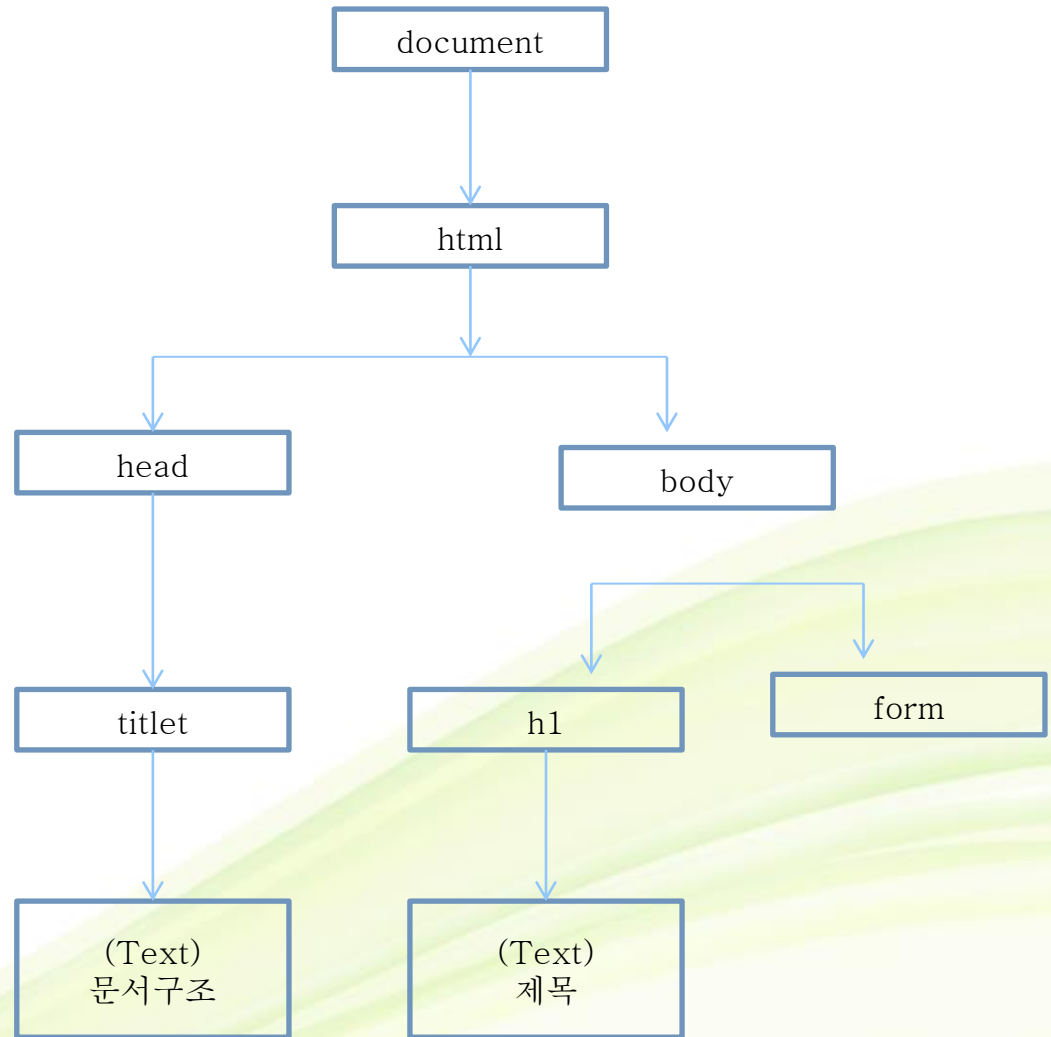 document
html
head
body
titlet
h1
form
(Text)
문서구조
(Text)
제목